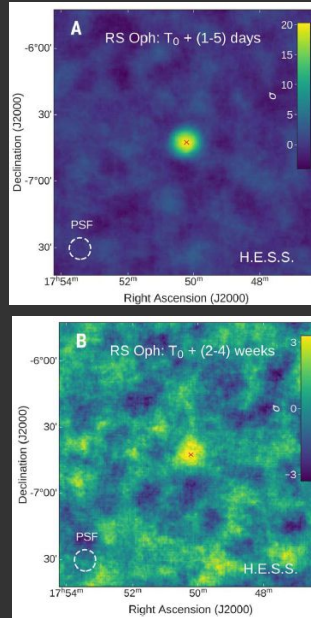 A
RS Oph: T₀ + (1-5) days
20
15
10
5
0
σ
-6°00'
30'
-7°00'
30'
Declination (J2000)
PSF
H.E.S.S.
17ʰ54ᵐ 52ᵐ 50ᵐ 48ᵐ
Right Ascension (J2000)
B
RS Oph: T₀ + (2-4) weeks
3
0
−3
σ
-6°00'
30'
-7°00'
30'
Declination (J2000)
PSF
H.E.S.S.
17ʰ54ᵐ 52ᵐ 50ᵐ 48ᵐ
Right Ascension (J2000)